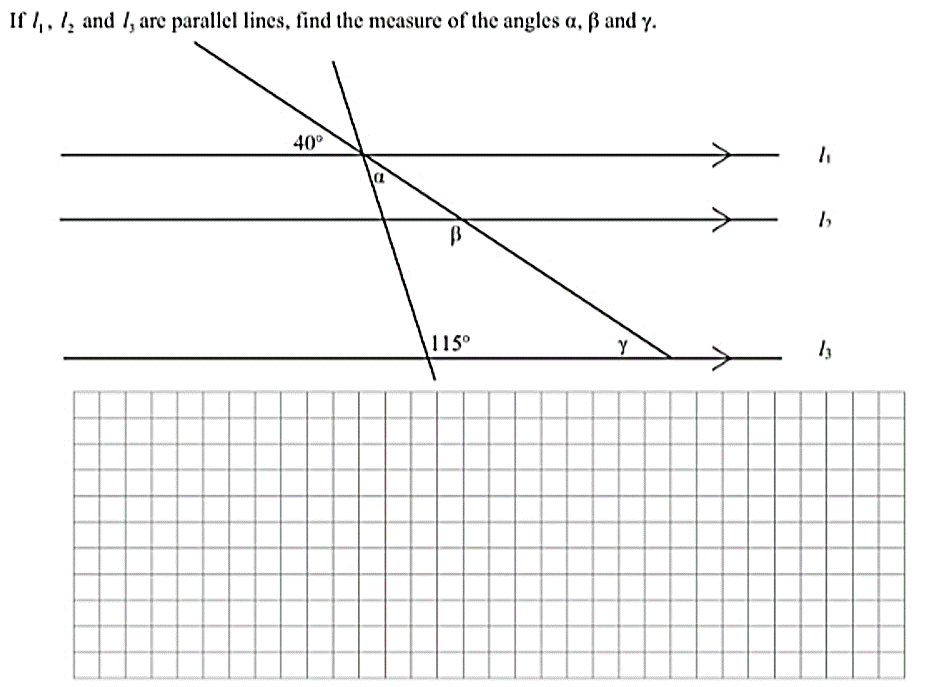 If l₁, l₂ and l₃ are parallel lines, find the measure of the angles α, β and γ.
40°
l₁
α
l₂
β
115°
γ
l₃